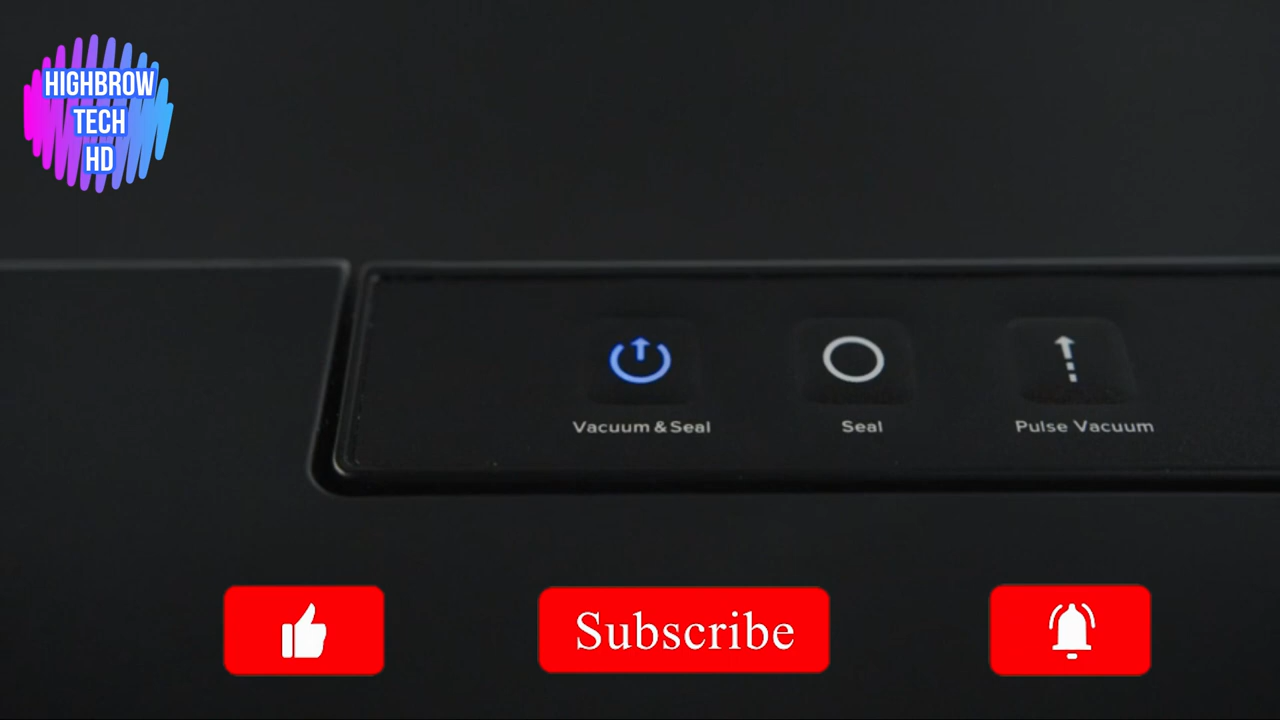 HIGHBROW
TECH
HD
Vacuum & Seal
Seal
Pulse Vacuum
Subscribe